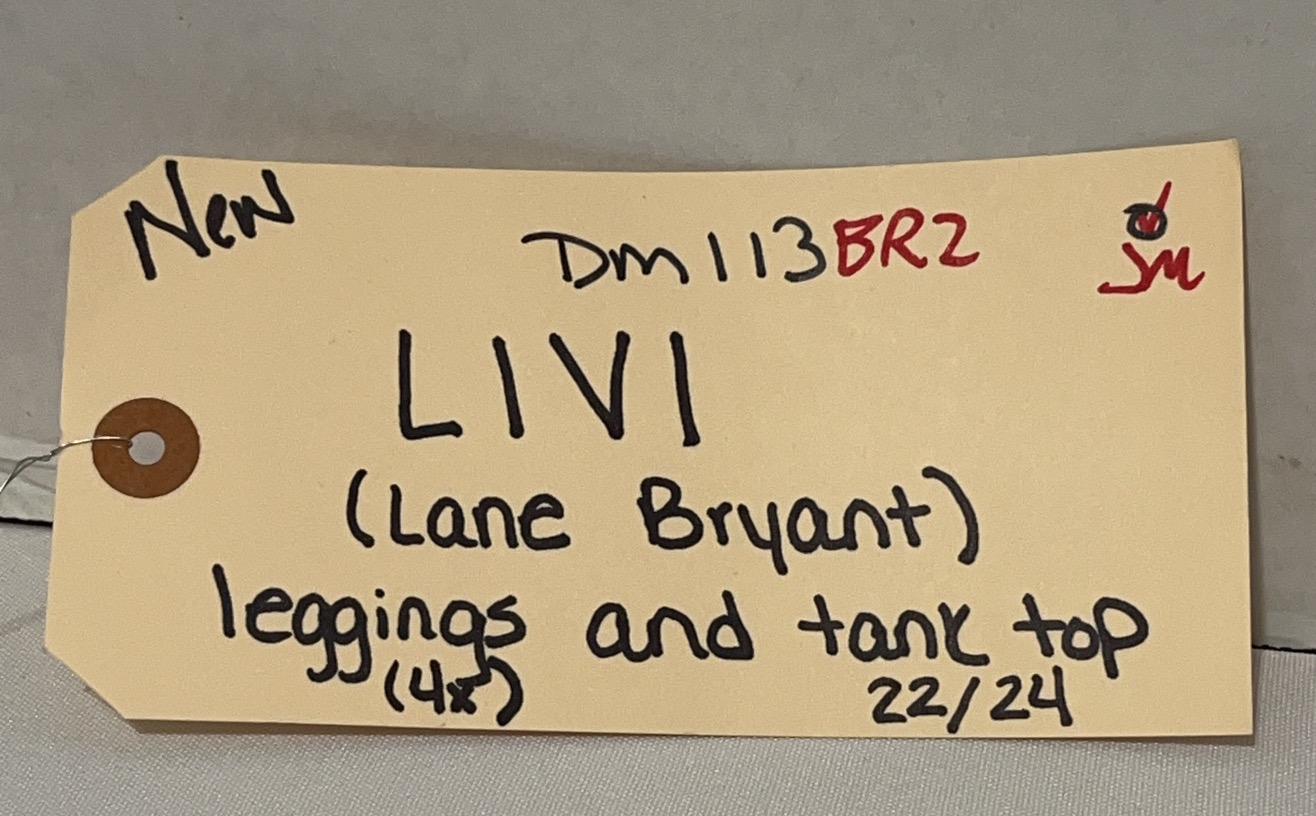 New
Dm113BR2
JM
LIVI
(Lane Bryant)
leggings and tank top
(4x) 22/24